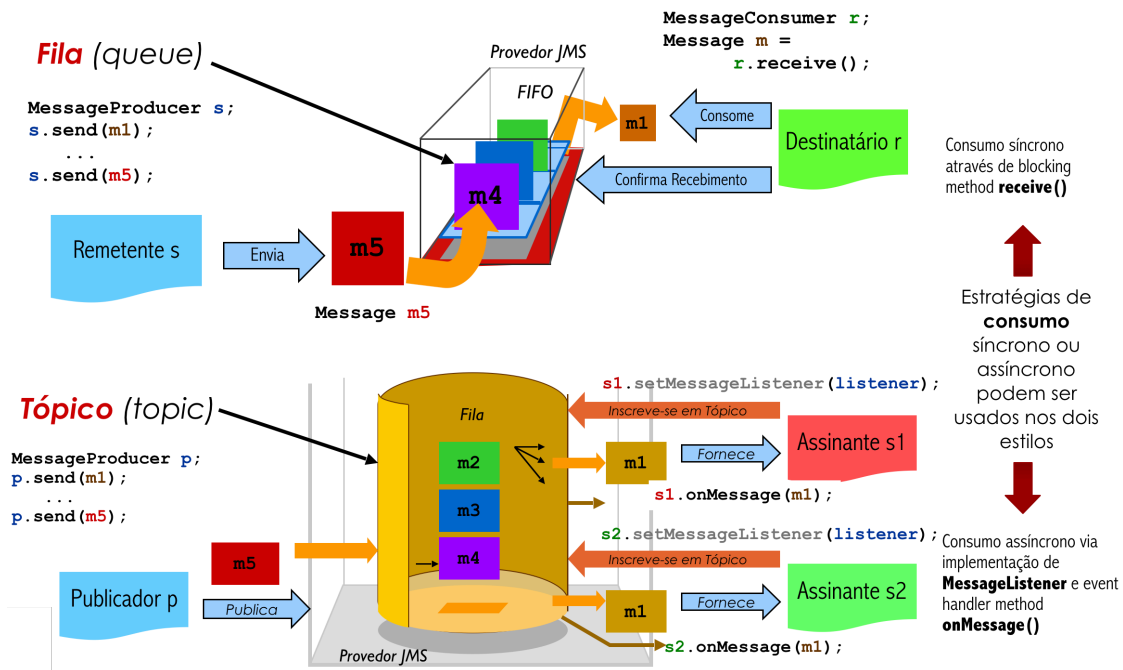 Fila (queue)
MessageProducer s;
s.send(m1);
...
s.send(m5);
Remetente s
Envia
m5
Message m5
Provedor JMS
FIFO
m4
m1
MessageConsumer r;
Message m =
r.receive();
Consome
Confirma Recebimento
Destinatário r
Consumo síncrono
através de blocking
method receive()
Estratégias de
consumo
síncrono ou
assíncrono
podem ser
usados nos dois
estilos
Tópico (topic)
MessageProducer p;
p.send(m1);
...
p.send(m5);
Publicador p
m5
Publica
Fila
m2
m3
m4
Provedor JMS
s1.setMessageListener(listener);
Inscreve-se em Tópico
m1
Fornece
Assinante s1
s1.onMessage(m1);
s2.setMessageListener(listener);
Inscreve-se em Tópico
m1
Fornece
Assinante s2
s2.onMessage(m1);
Consumo assíncrono via
implementação de
MessageListener e event
handler method
onMessage()